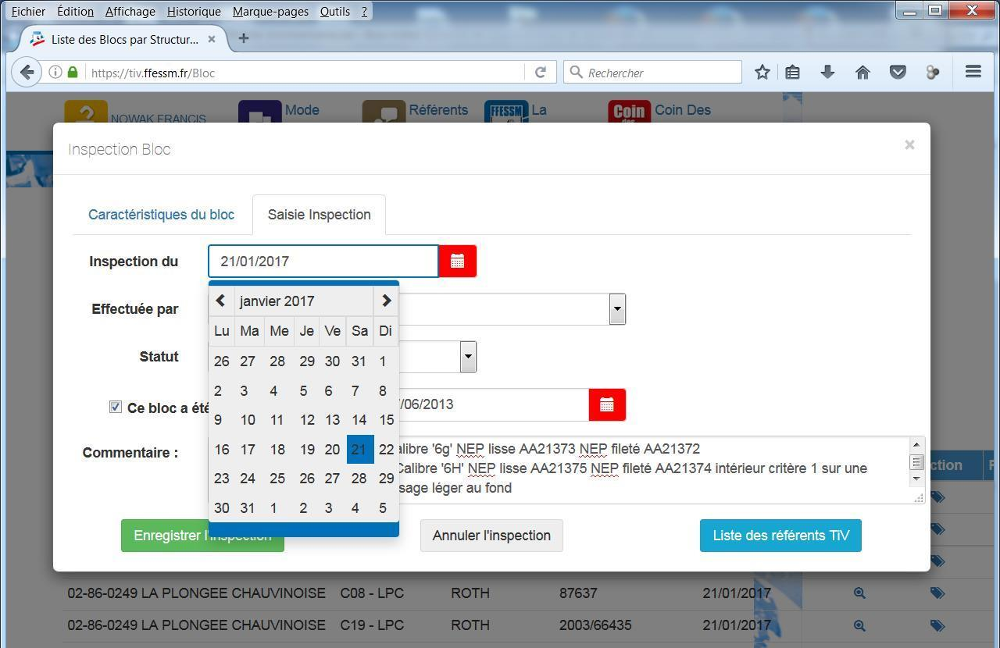 Fichier Édition Affichage Historique Marque-pages Outils ?
Liste des Blocs par Structur... × +
https://tiv.ffessm.fr/Bloc
Rechercher
NOWAK FRANCIS Mode Référents FFESSM La Coin des Coin Des
Inspection Bloc ×
Caractéristiques du bloc Saisie Inspection
Inspection du 21/01/2017
janvier 2017
Effectuée par
Lu Ma Me Je Ve Sa Di
Statut
26 27 28 29 30 31 1
2 3 4 5 6 7 8
Ce bloc a été /06/2013
9 10 11 12 13 14 15
Commentaire :
16 17 18 19 20 21 22
alibre '6g' NEP lisse AA21373 NEP fileté AA21372
Calibre '6H' NEP lisse AA21375 NEP fileté AA21374 intérieur critère 1 sur une
ction
23 24 25 26 27 28 29
sage léger au fond
30 31 1 2 3 4 5
Enregistrer l'inspection Annuler l'inspection Liste des référents TiV
02-86-0249 LA PLONGEE CHAUVINOISE C08 - LPC ROTH 87637 21/01/2017
02-86-0249 LA PLONGEE CHAUVINOISE C19 - LPC ROTH 2003/66435 21/01/2017